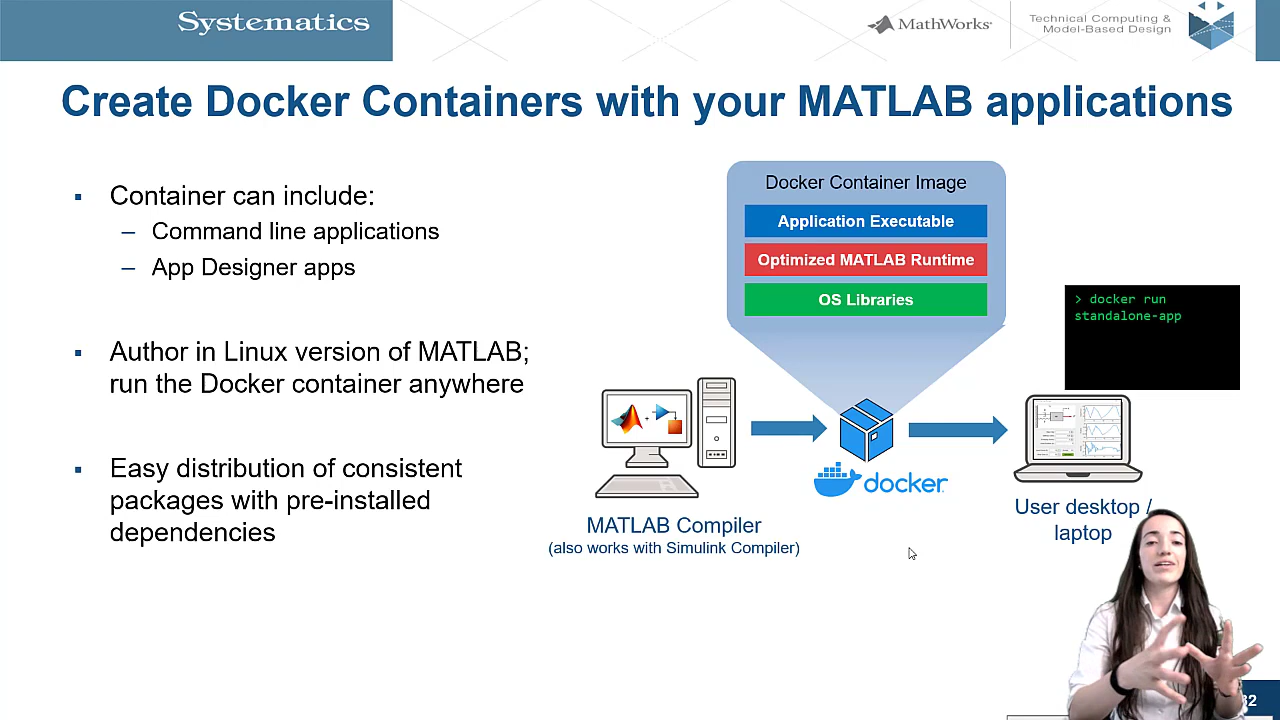 Systematics
MathWorks
Technical Computing &
Model-Based Design
Create Docker Containers with your MATLAB applications
Container can include:
– Command line applications
– App Designer apps
Author in Linux version of MATLAB;
run the Docker container anywhere
Easy distribution of consistent
packages with pre-installed
dependencies
Docker Container Image
Application Executable
Optimized MATLAB Runtime
OS Libraries
> docker run
standalone-app
+
docker
MATLAB Compiler
(also works with Simulink Compiler)
User desktop /
laptop
32